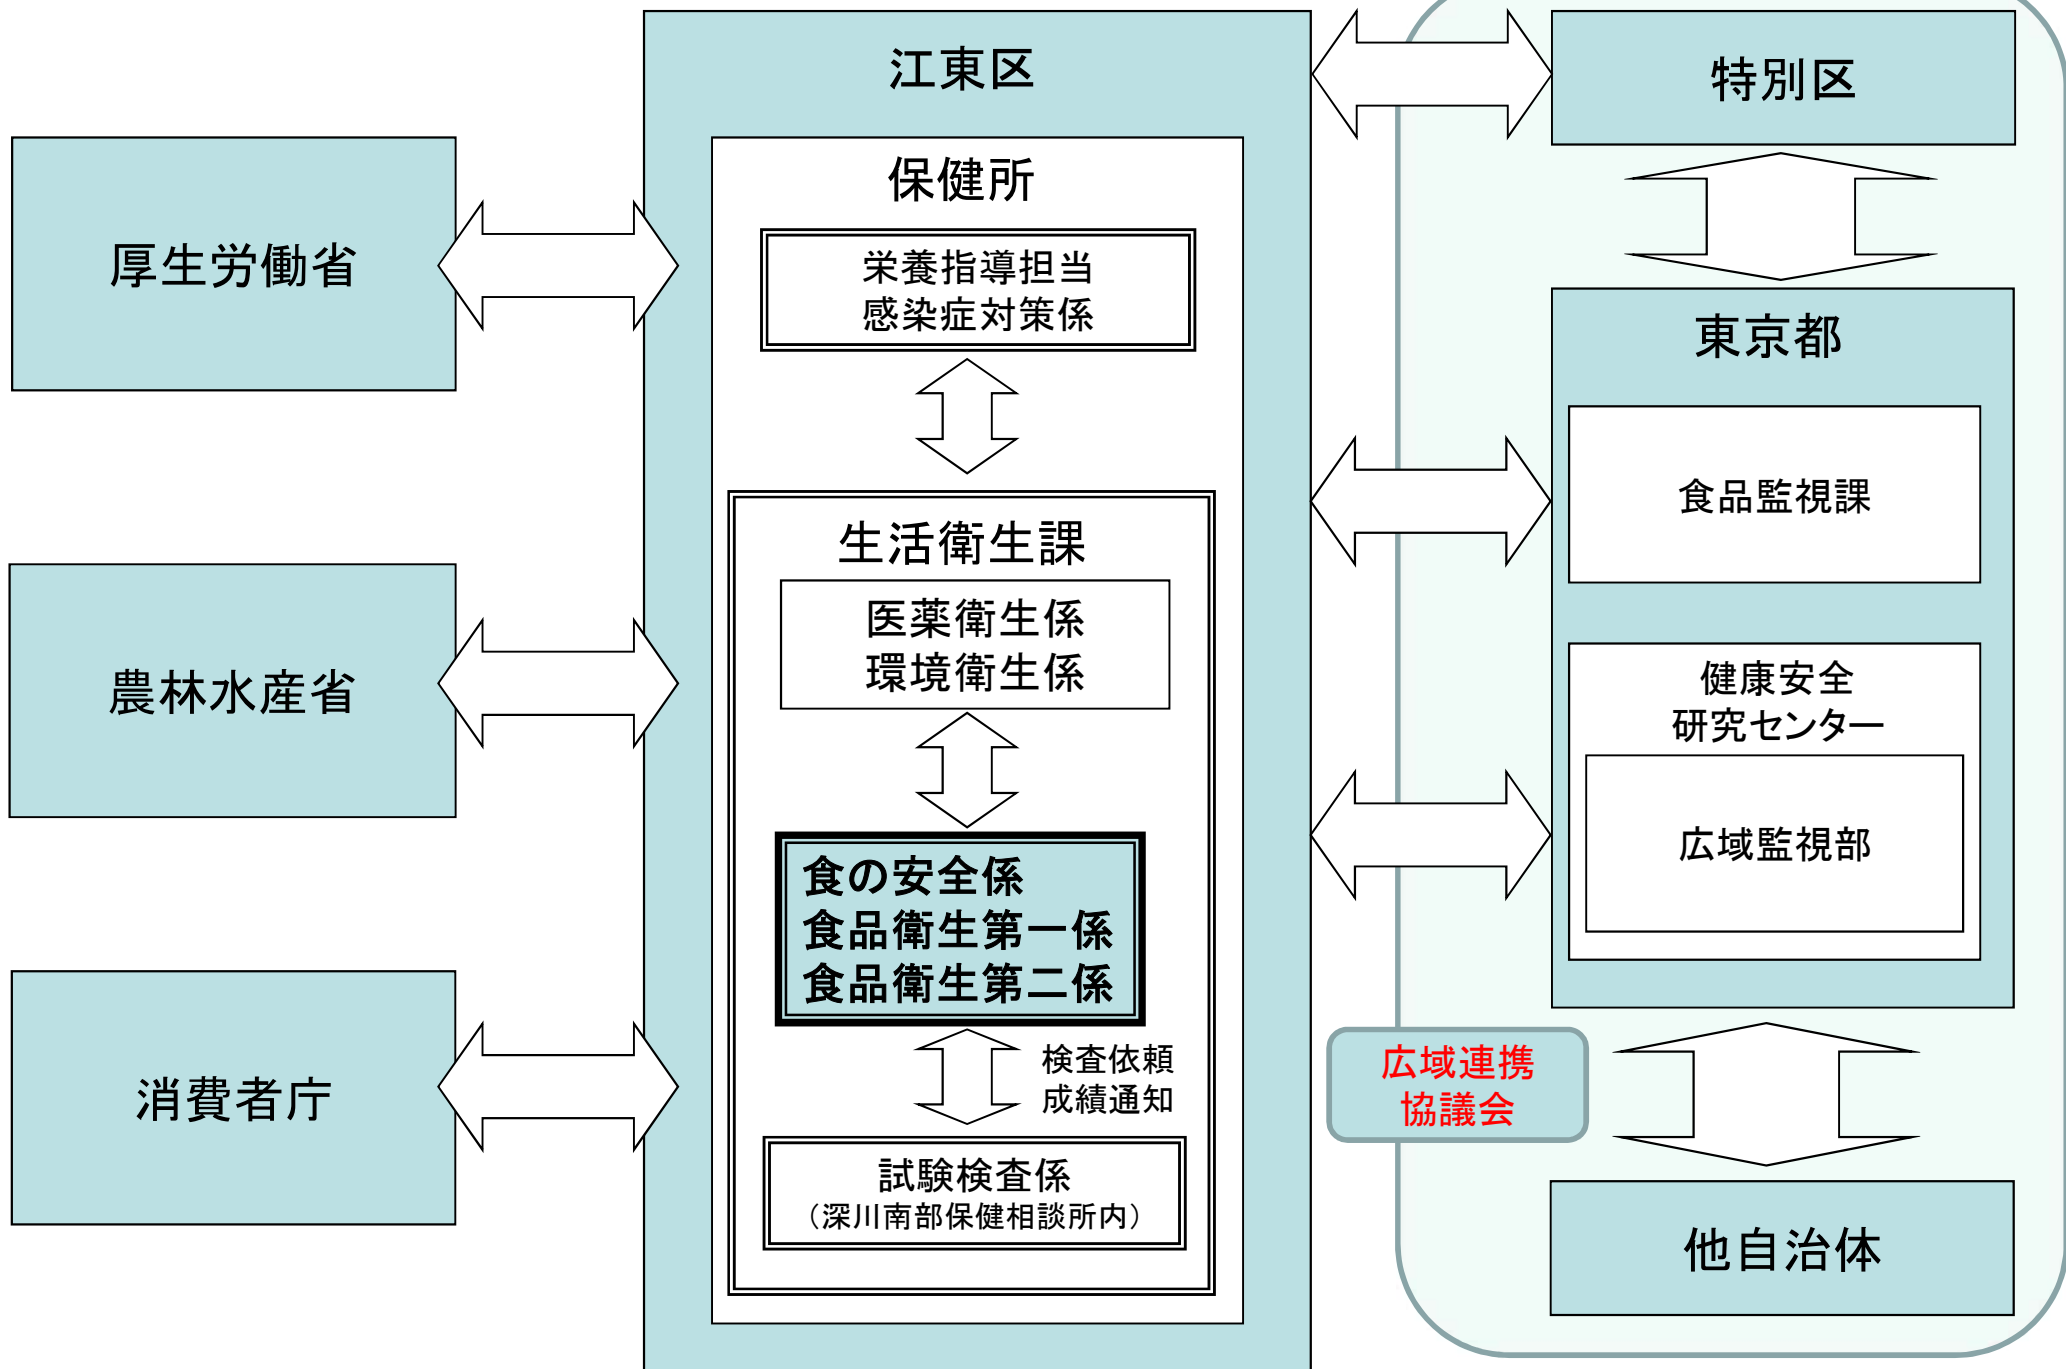 厚生労働省
農林水産省
消費者庁
江東区
保健所
栄養指導担当
感染症対策係
生活衛生課
医薬衛生係
環境衛生係
食の安全係
食品衛生第一係
食品衛生第二係
検査依頼
成績通知
試験検査係
（深川南部保健相談所内）
特別区
東京都
食品監視課
健康安全
研究センター
広域監視部
広域連携
協議会
他自治体